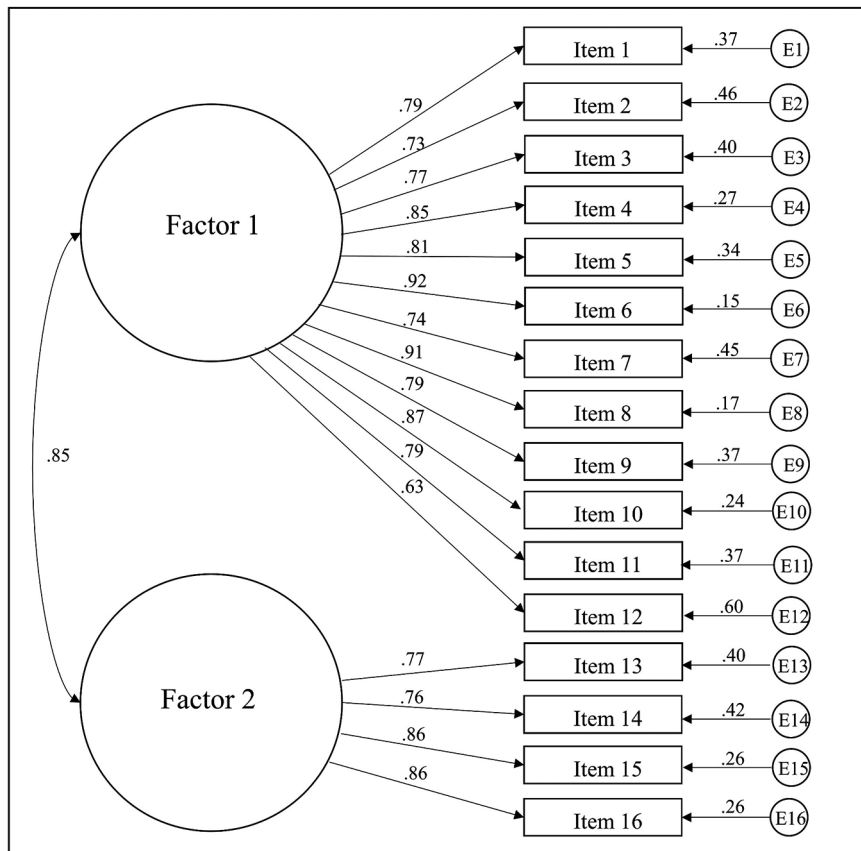 Item 1 .37 E1
.79
Item 2 .46 E2
.73
Item 3 .40 E3
.77
Item 4 .27 E4
.85
Factor 1
Item 5 .34 E5
.81
Item 6 .15 E6
.92
Item 7 .45 E7
.74
Item 8 .17 E8
.91
Item 9 .37 E9
.79
Item 10 .24 E10
.87
Item 11 .37 E11
.79
Item 12 .60 E12
.63
.85
Item 13 .40 E13
.77
Factor 2
Item 14 .42 E14
.76
Item 15 .26 E15
.86
Item 16 .26 E16
.86